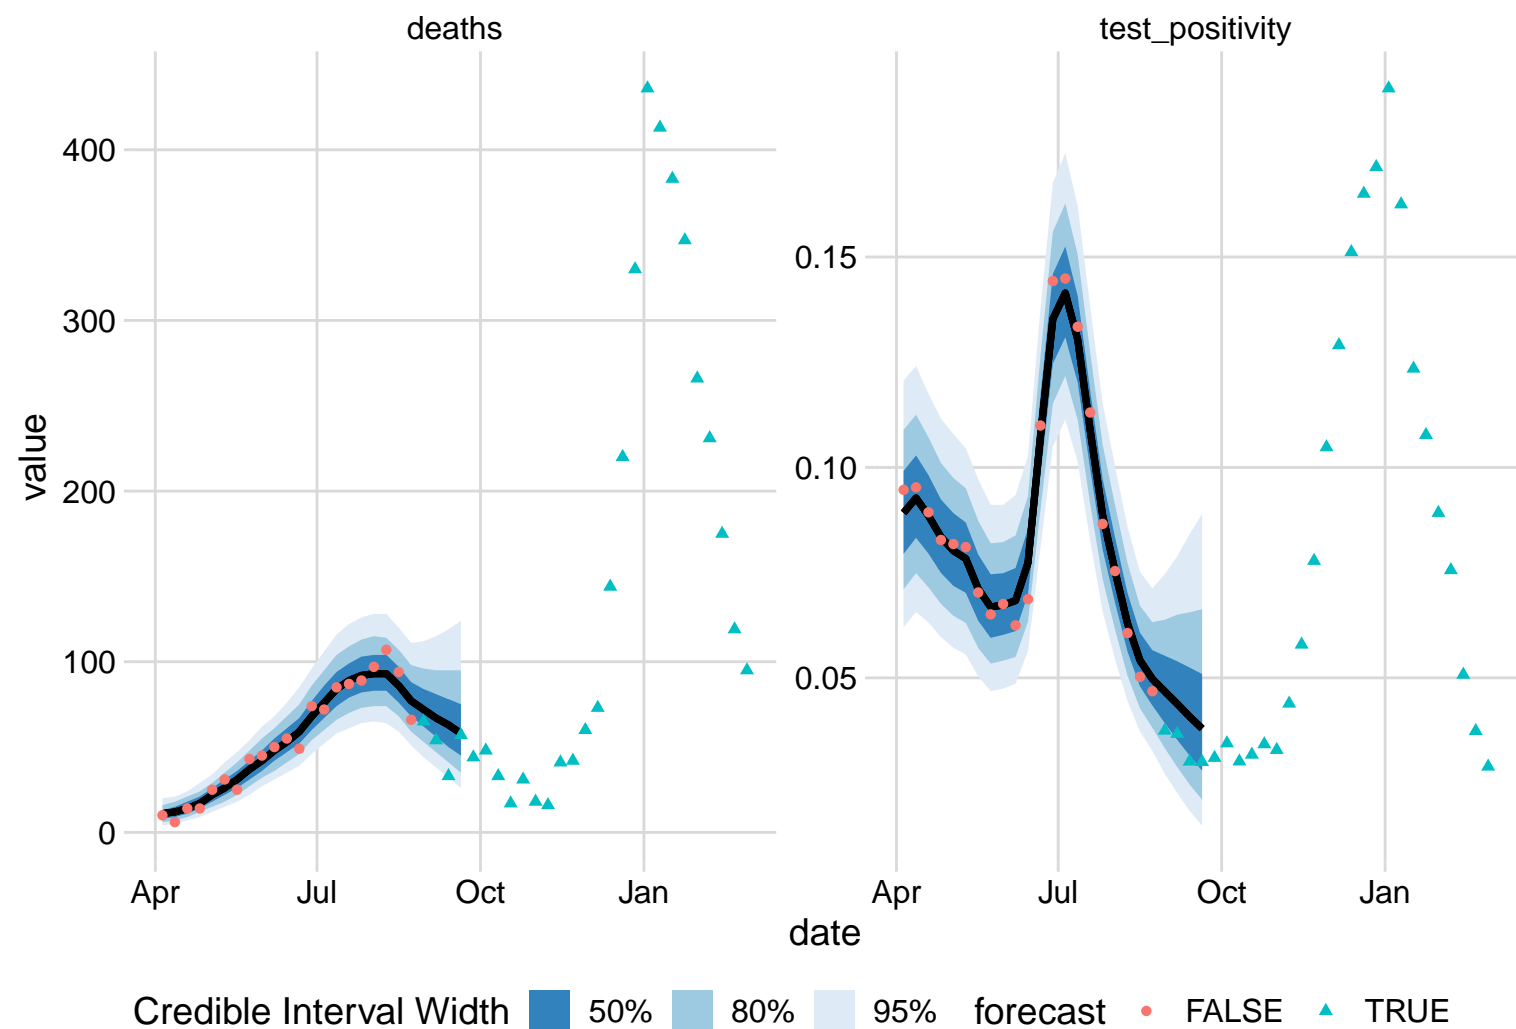 deaths
test_positivity
value
400
300
200
100
0
0.15
0.10
0.05
Apr
Jul
Oct
Jan
Apr
Jul
Oct
Jan
date
Credible Interval Width 50% 80% 95% forecast FALSE TRUE